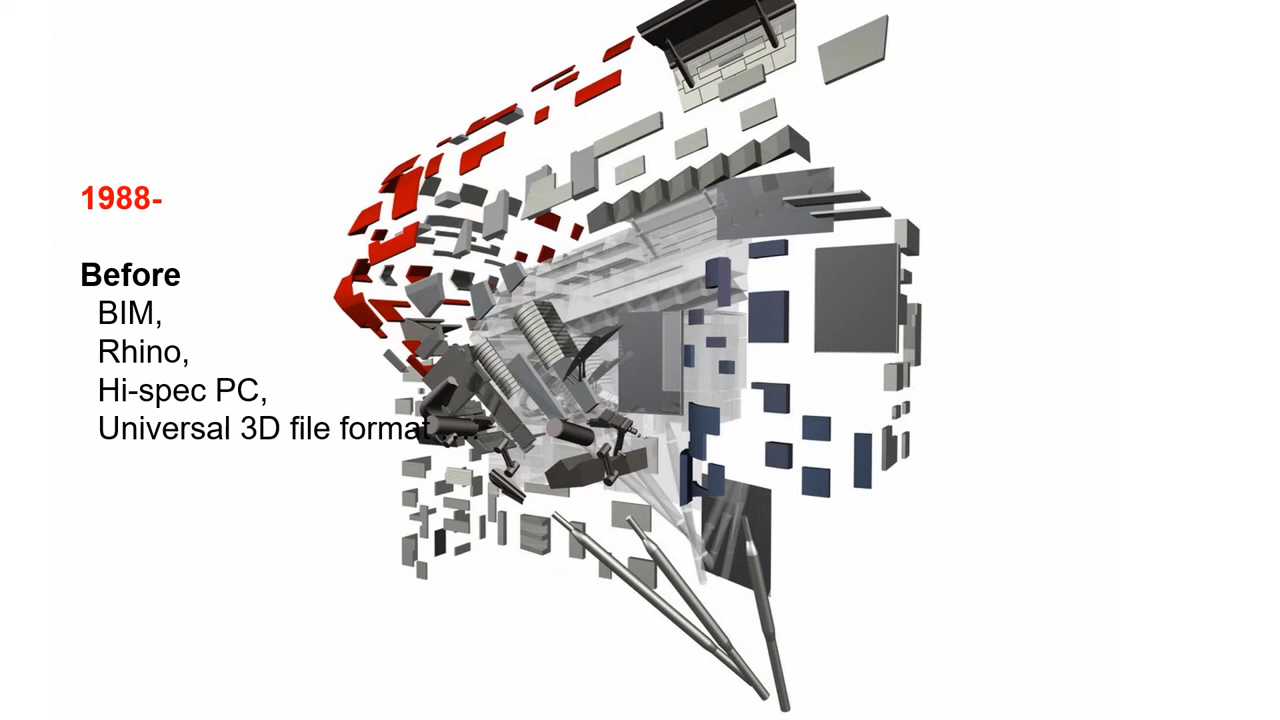 1988-
Before
BIM,
Rhino,
Hi-spec PC,
Universal 3D file format